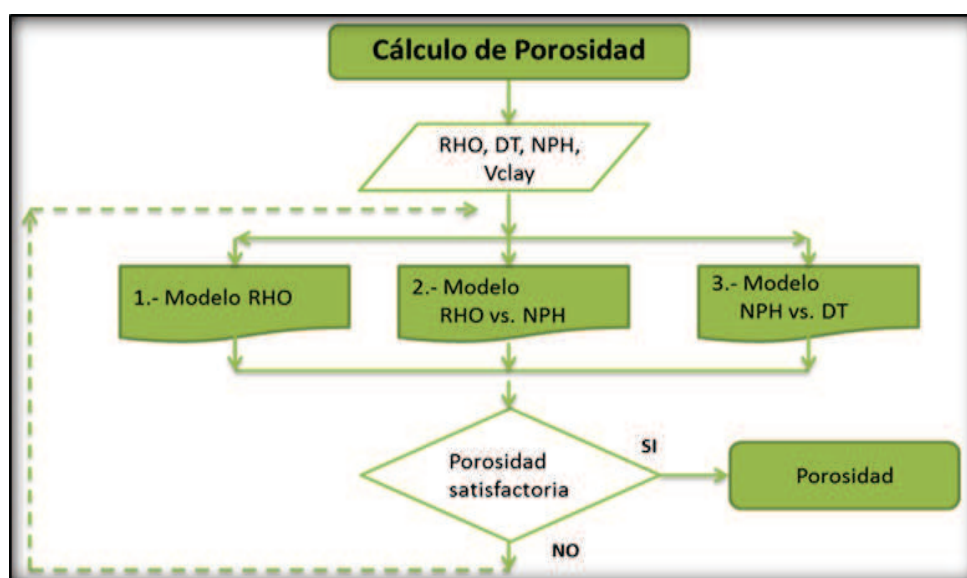 Cálculo de Porosidad
RHO, DT, NPH,
Vclay
1.- Modelo RHO
2.- Modelo
RHO vs. NPH
3.- Modelo
NPH vs. DT
Porosidad
satisfactoria
SI
Porosidad
NO